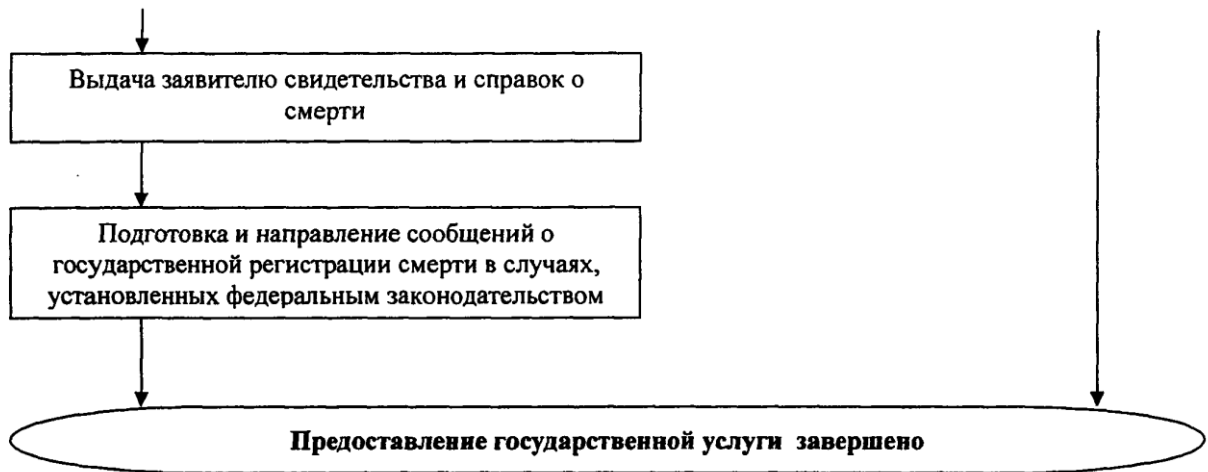 Выдача заявителю свидетельства и справок о
смерти
Подготовка и направление сообщений о
государственной регистрации смерти в случаях,
установленных федеральным законодательством
Предоставление государственной услуги завершено